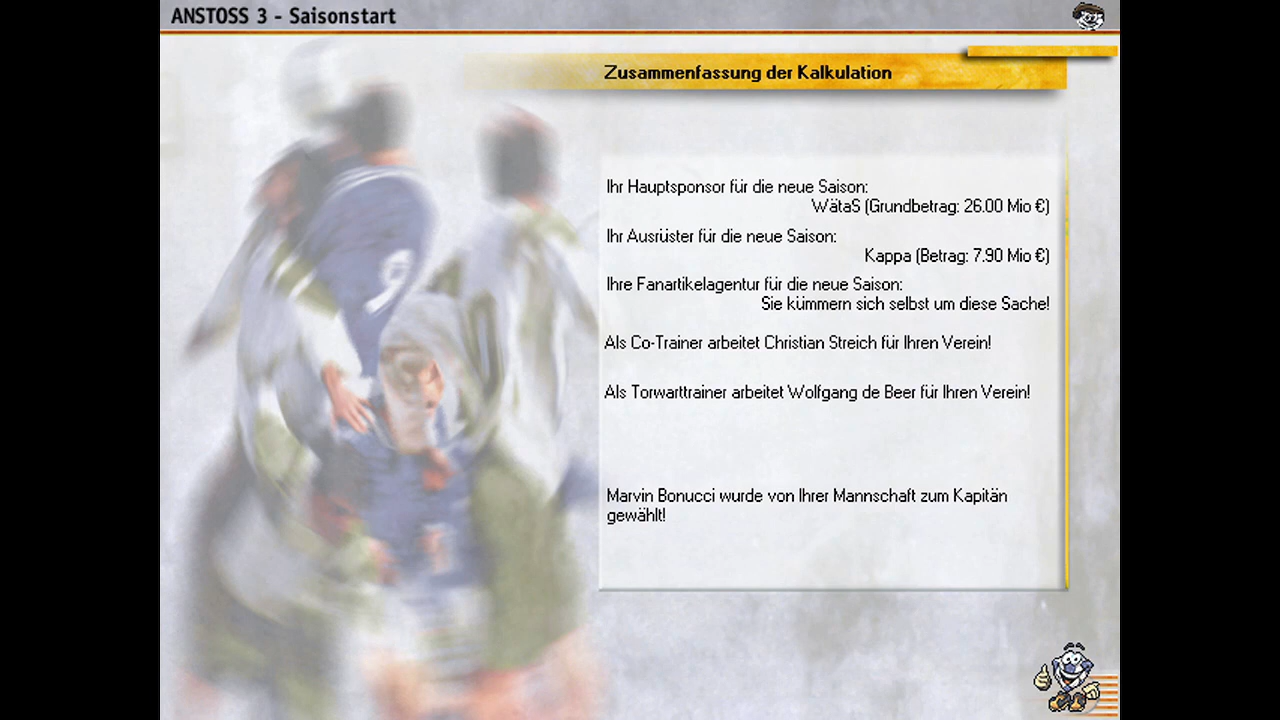 ANSTOSS 3 - Saisonstart
Zusammenfassung der Kalkulation
Ihr Hauptsponsor für die neue Saison:
WätaS (Grundbetrag: 26.00 Mio €)
Ihr Ausrüster für die neue Saison:
Kappa (Betrag: 7.90 Mio €)
Ihre Fanartikelagentur für die neue Saison:
Sie kümmern sich selbst um diese Sache!
Als Co-Trainer arbeitet Christian Streich für Ihren Verein!
Als Torwarttrainer arbeitet Wolfgang de Beer für Ihren Verein!
Marvin Bonucci wurde von Ihrer Mannschaft zum Kapitän
gewählt!
9